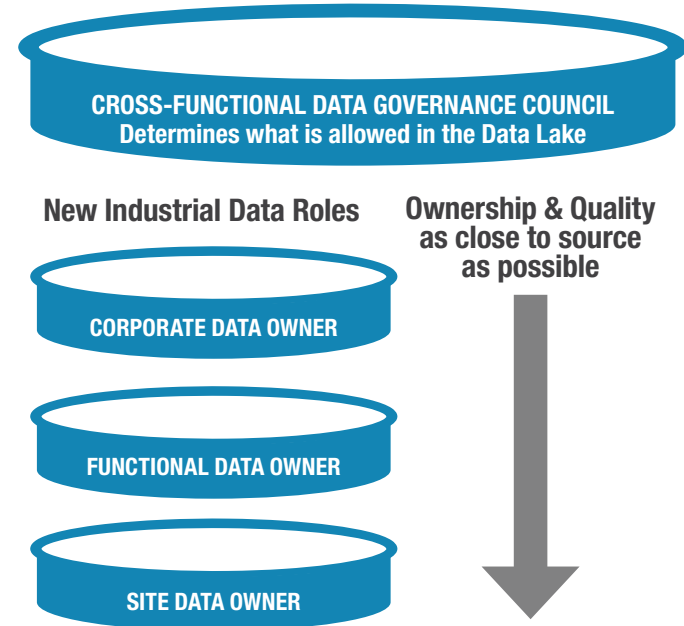 CROSS-FUNCTIONAL DATA GOVERNANCE COUNCIL
Determines what is allowed in the Data Lake
New Industrial Data Roles
Ownership & Quality
as close to source
as possible
CORPORATE DATA OWNER
FUNCTIONAL DATA OWNER
SITE DATA OWNER